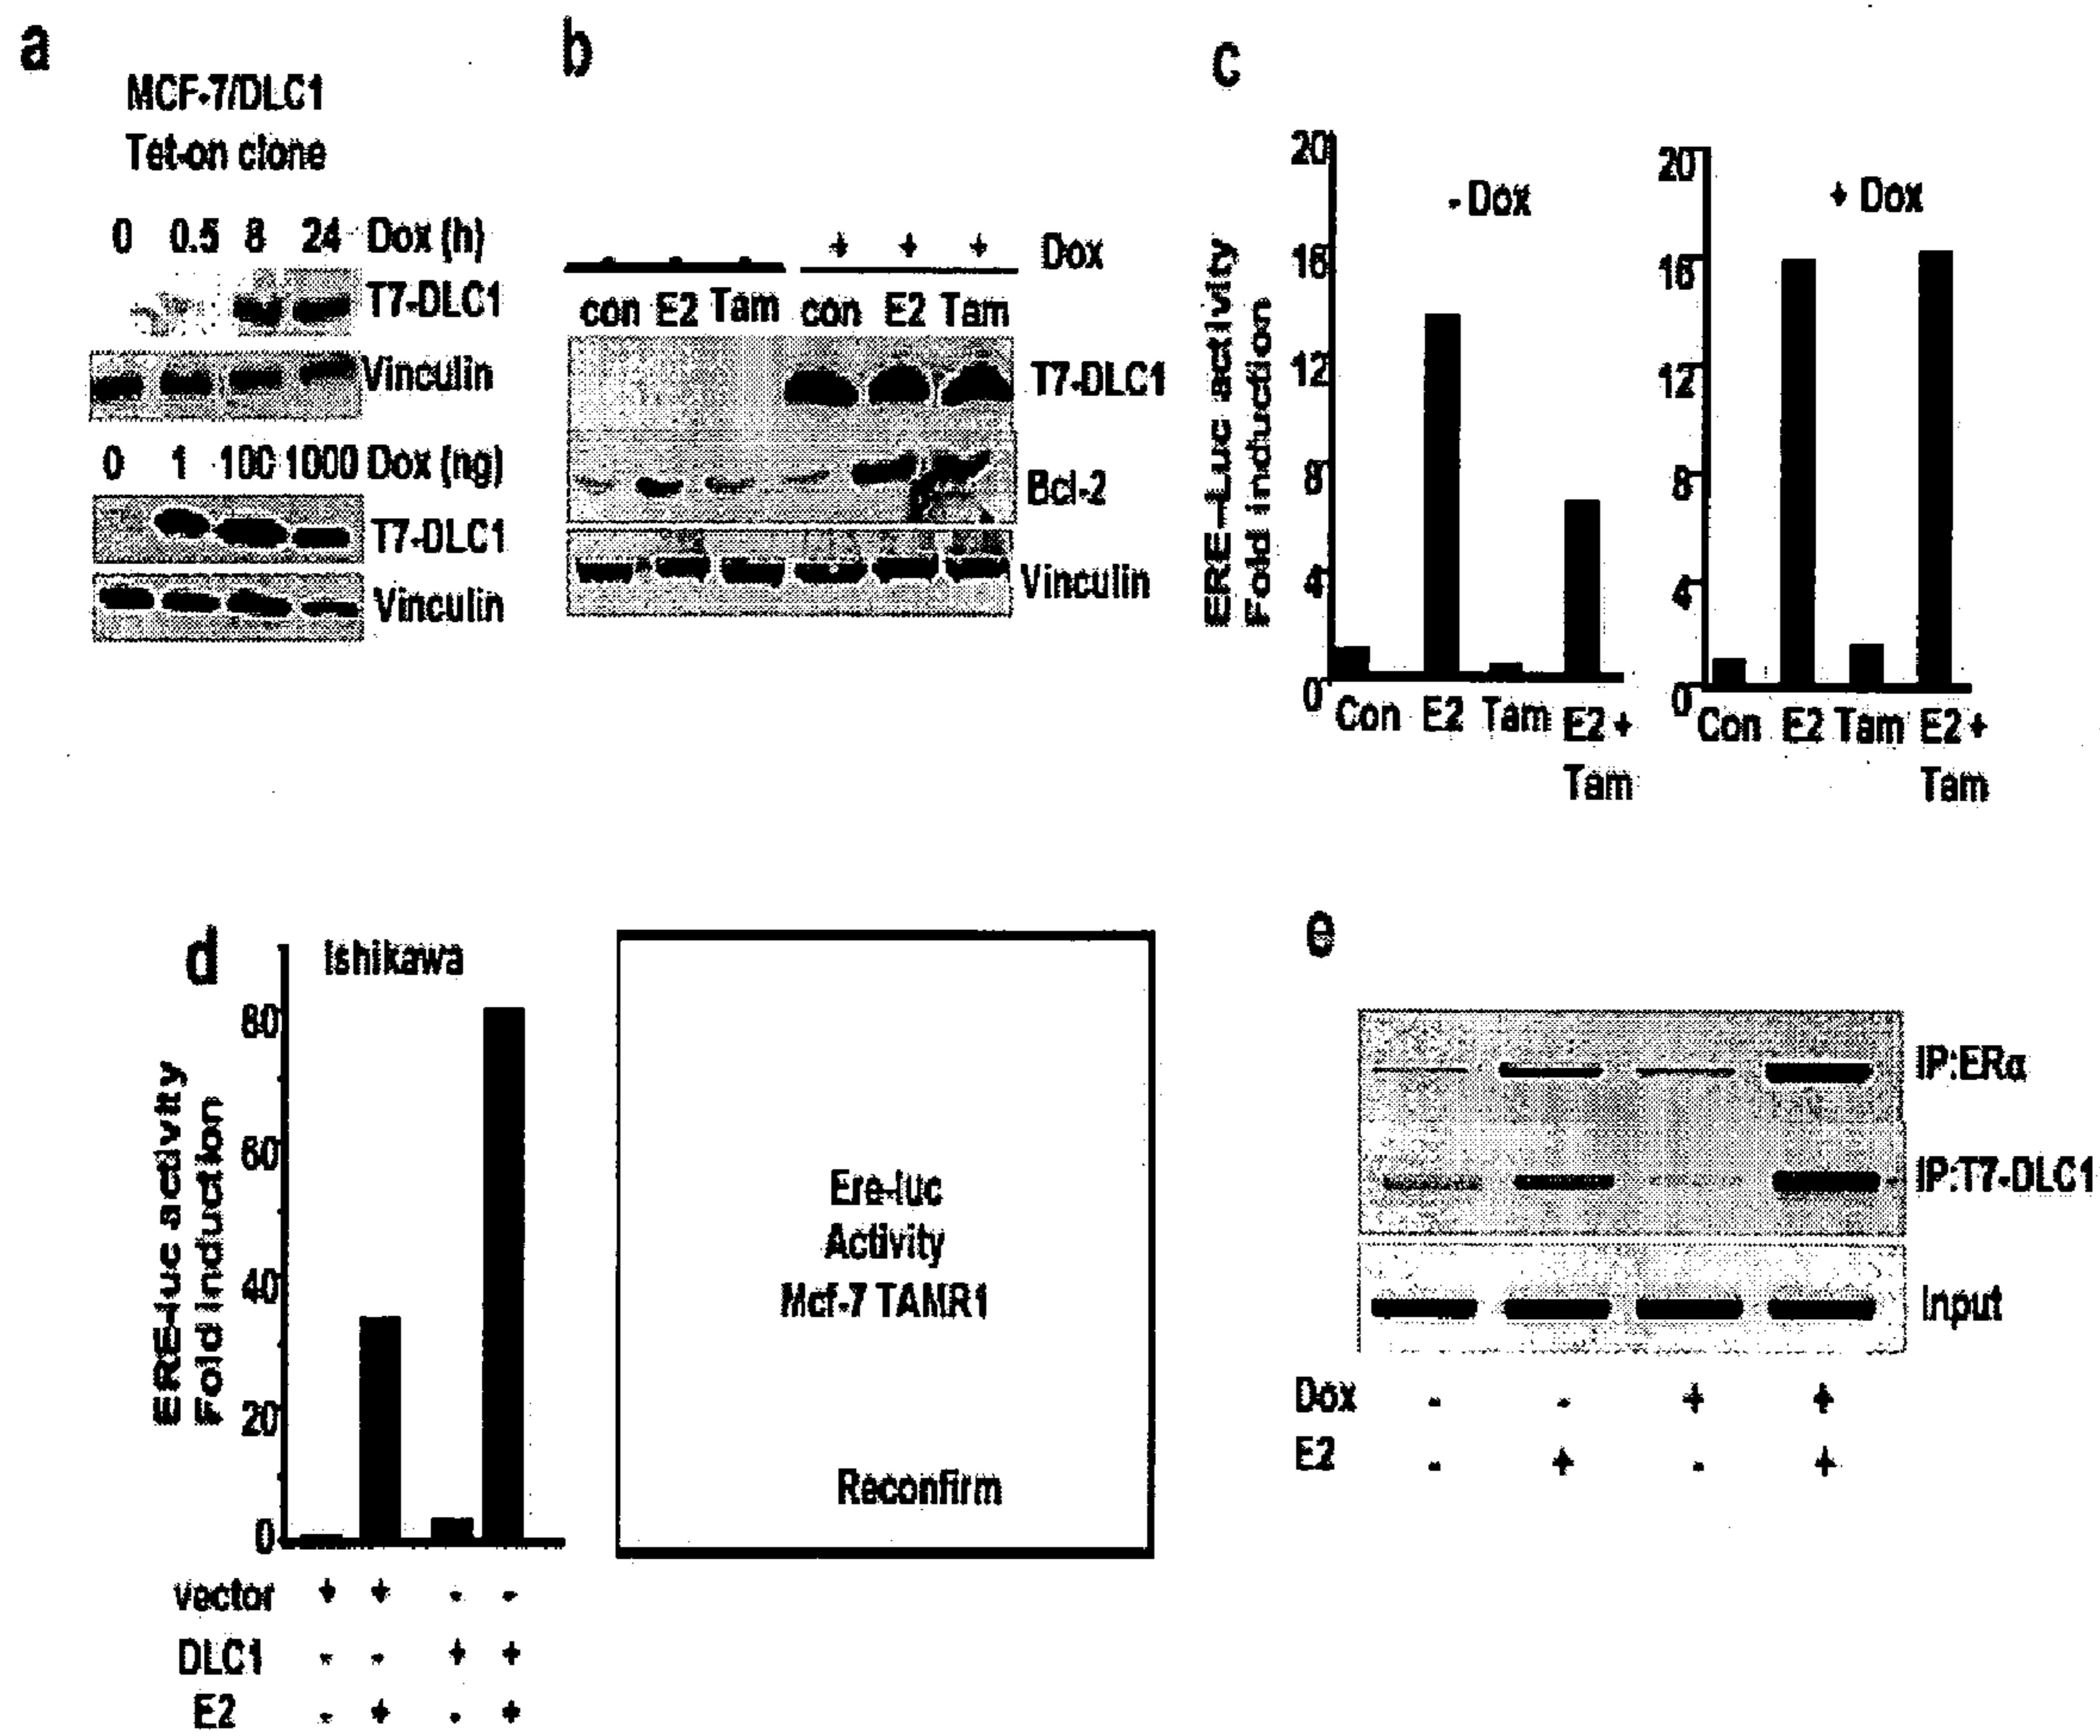 a
MCF-7/DLC1
Tet-on clone
0 0.5 8 24 Dox (h)
T7-DLC1
Vinculin
0 1 100 1000 Dox (ng)
T7-DLC1
Vinculin
b
- - - + + + Dox
con E2 Tam con E2 Tam
T7-DLC1
Bcl-2
Vinculin
c
ERE-Luc activity
Fold induction
20
16
12
8
4
0
- Dox
Con E2 Tam E2 +
Tam
20
16
12
8
4
0
+ Dox
Con E2 Tam E2 +
Tam
d
Ishikawa
ERE-luc activity
Fold induction
80
60
40
20
0
vector + + - -
DLC1 - - + +
E2 - + - +
Ere-luc
Activity
Mcf-7 TAMR1
Reconfirm
e
IP:ERα
IP:T7-DLC1
Input
Dox - - + +
E2 - + - +